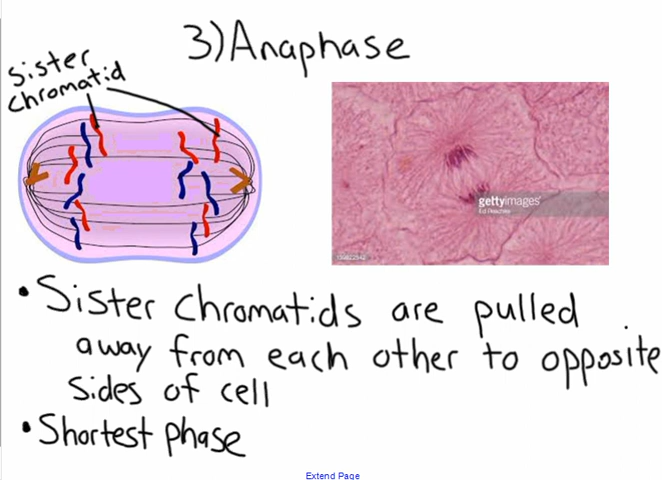 3) Anaphase
Sister
chromatid
gettyimages®
Ed Reschke
139822542
• Sister chromatids are pulled
away from each other to opposite
sides of cell
• Shortest phase
Extend Page